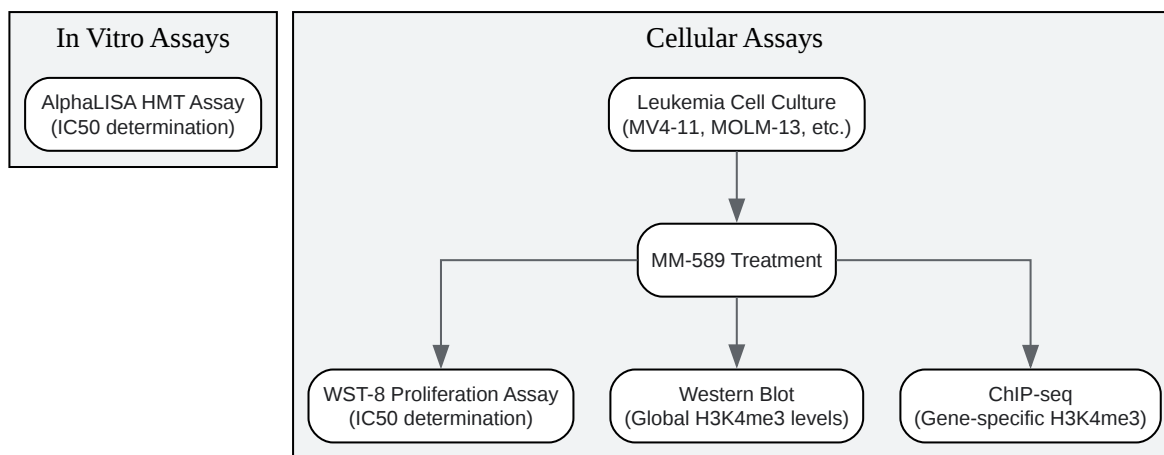 In Vitro Assays
AlphaLISA HMT Assay
(IC50 determination)
Cellular Assays
Leukemia Cell Culture
(MV4-11, MOLM-13, etc.)
MM-589 Treatment
WST-8 Proliferation Assay
(IC50 determination)
Western Blot
(Global H3K4me3 levels)
ChIP-seq
(Gene-specific H3K4me3)